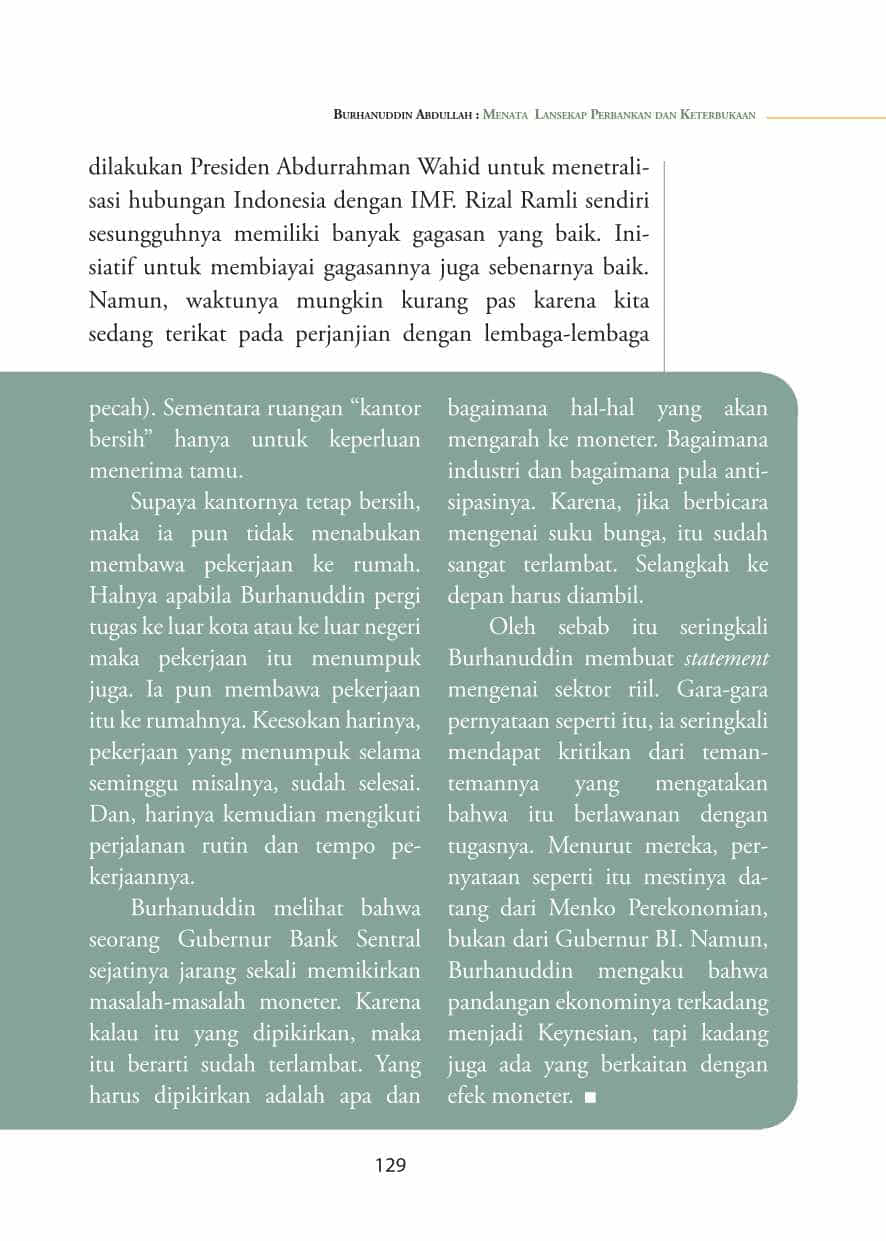 Burhanuddin Abdullah : Menata Lansekap Perbankan dan Keterbukaan
dilakukan Presiden Abdurrahman Wahid untuk menetrali-
sasi hubungan Indonesia dengan IMF. Rizal Ramli sendiri
sesungguhnya memiliki banyak gagasan yang baik. Ini-
siatif untuk membiayai gagasannya juga sebenarnya baik.
Namun, waktunya mungkin kurang pas karena kita
sedang terikat pada perjanjian dengan lembaga-lembaga
pecah). Sementara ruangan “kantor
bersih” hanya untuk keperluan
menerima tamu.
Supaya kantornya tetap bersih,
maka ia pun tidak menabukan
membawa pekerjaan ke rumah.
Halnya apabila Burhanuddin pergi
tugas ke luar kota atau ke luar negeri
maka pekerjaan itu menumpuk
juga. Ia pun membawa pekerjaan
itu ke rumahnya. Keesokan harinya,
pekerjaan yang menumpuk selama
seminggu misalnya, sudah selesai.
Dan, harinya kemudian mengikuti
perjalanan rutin dan tempo pe-
kerjaannya.
Burhanuddin melihat bahwa
seorang Gubernur Bank Sentral
sejatinya jarang sekali memikirkan
masalah-masalah moneter. Karena
kalau itu yang dipikirkan, maka
itu berarti sudah terlambat. Yang
harus dipikirkan adalah apa dan
bagaimana hal-hal yang akan
mengarah ke moneter. Bagaimana
industri dan bagaimana pula anti-
sipasinya. Karena, jika berbicara
mengenai suku bunga, itu sudah
sangat terlambat. Selangkah ke
depan harus diambil.
Oleh sebab itu seringkali
Burhanuddin membuat statement
mengenai sektor riil. Gara-gara
pernyataan seperti itu, ia seringkali
mendapat kritikan dari teman-
temannya yang mengatakan
bahwa itu berlawanan dengan
tugasnya. Menurut mereka, per-
nyataan seperti itu mestinya da-
tang dari Menko Perekonomian,
bukan dari Gubernur BI. Namun,
Burhanuddin mengaku bahwa
pandangan ekonominya terkadang
menjadi Keynesian, tapi kadang
juga ada yang berkaitan dengan
efek moneter. ■
129